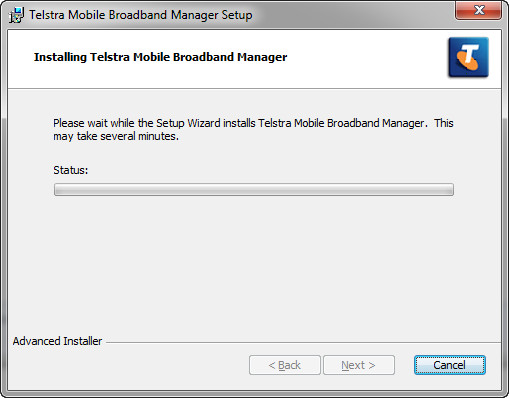 Telstra Mobile Broadband Manager Setup
Installing Telstra Mobile Broadband Manager
T
Please wait while the Setup Wizard installs Telstra Mobile Broadband Manager. This
may take several minutes.
Status:
Advanced Installer
< Back
Next >
Cancel